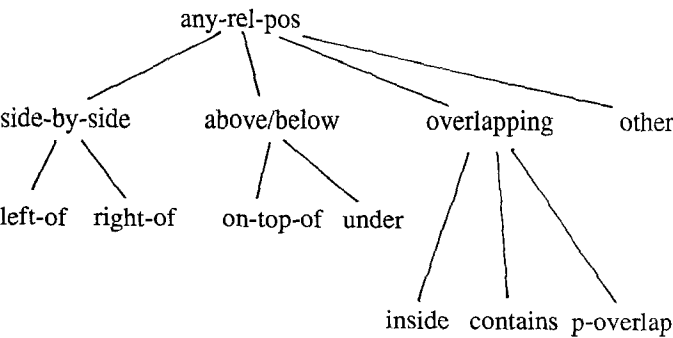 any-rel-pos
side-by-side above/below overlapping other
left-of right-of on-top-of under
inside contains p-overlap